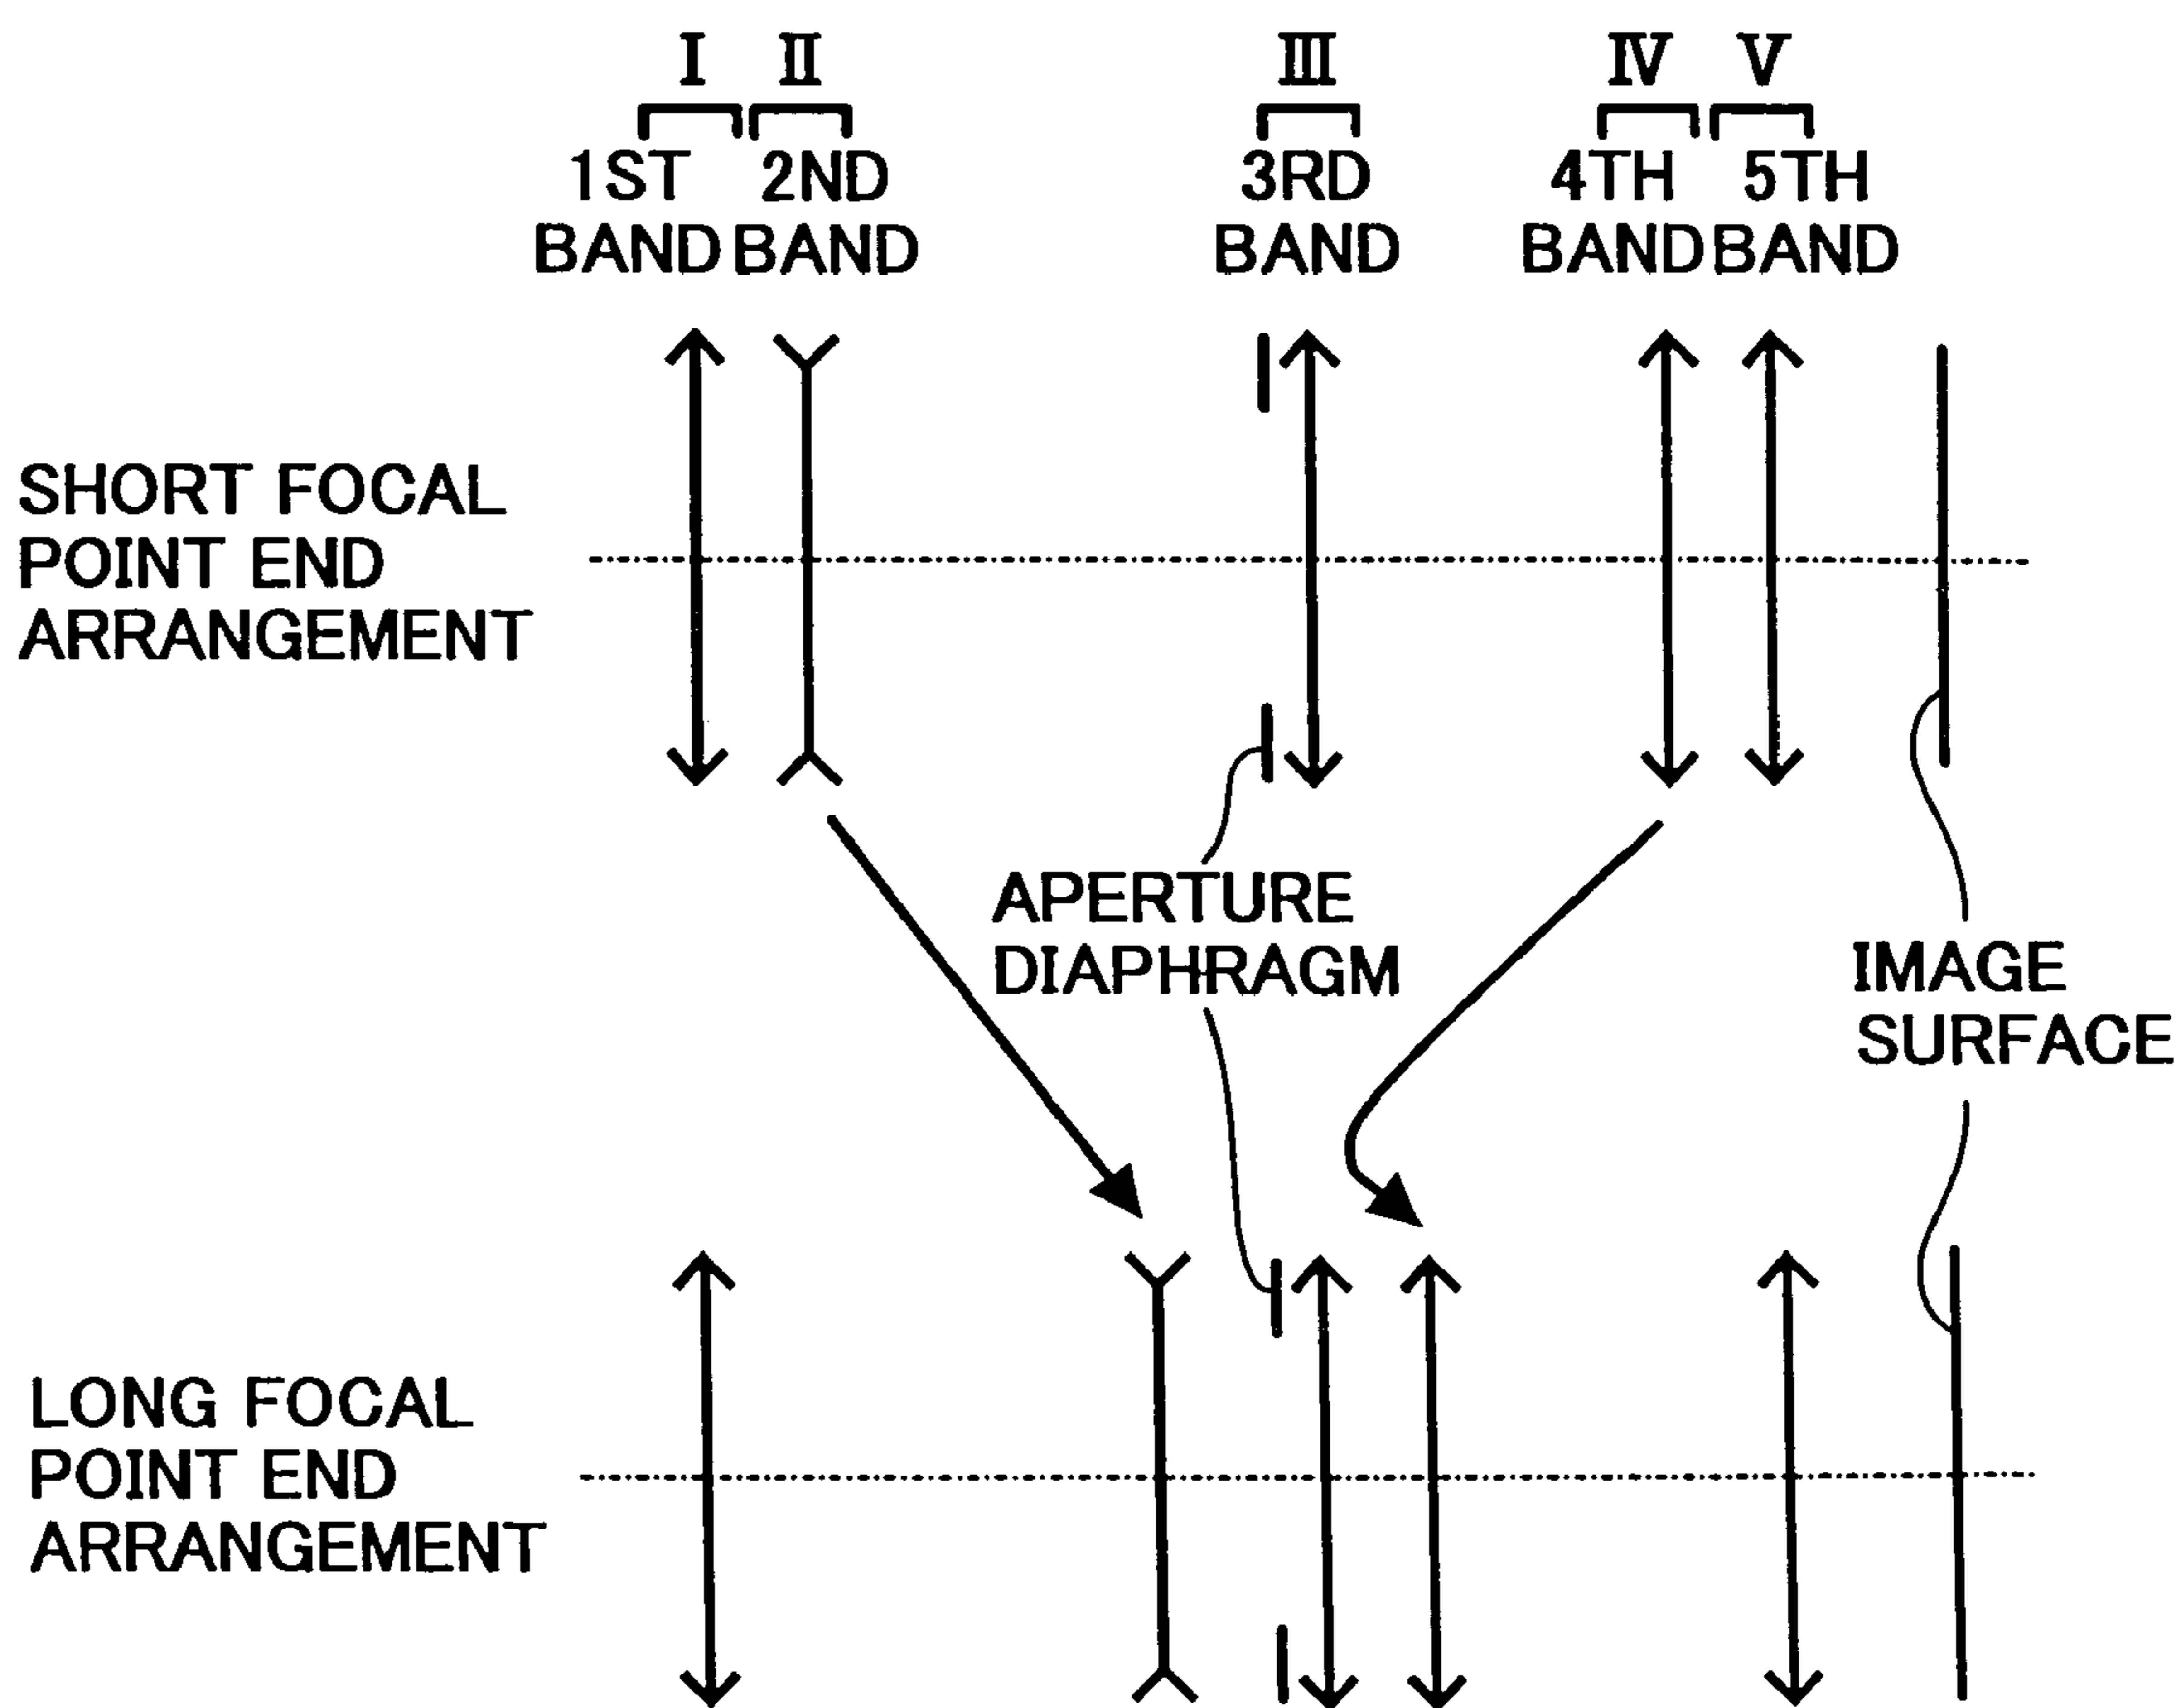 I II III IV V
1ST 2ND 3RD 4TH 5TH
BAND BAND BAND BAND BAND
SHORT FOCAL
POINT END
ARRANGEMENT
APERTURE
DIAPHRAGM
IMAGE
SURFACE
LONG FOCAL
POINT END
ARRANGEMENT